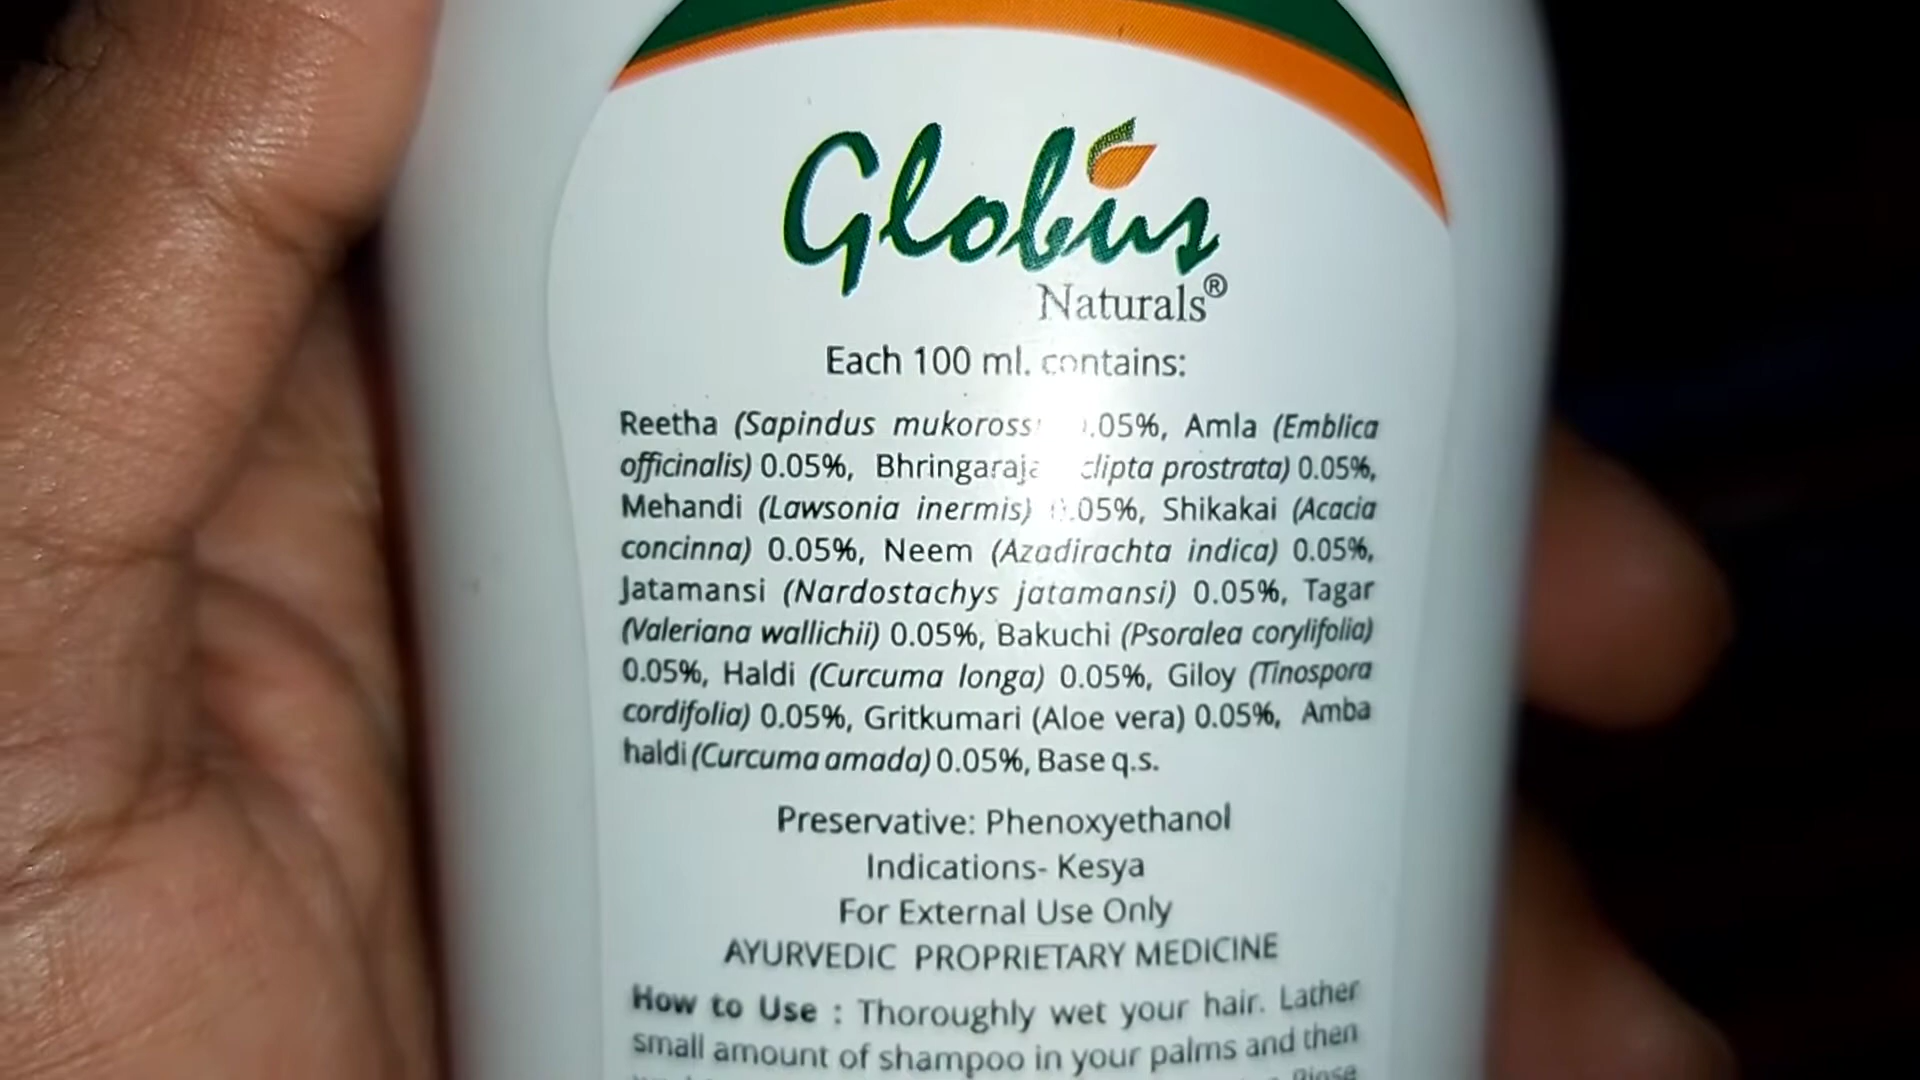 Globus
Naturals®
Each 100 ml. contains:
Reetha (Sapindus .05%, Amla (Emblica
officinalis) 0.05%, prostrata) 0.05%,
Mehandi (Lawsonia inermis) .05%, Shikakai (Acacia
concinna) 0.05%, Neem (Azadirachta indica) 0.05%,
Jatamansi (Nardostachys jatamansi) 0.05%, Tagar
(Valeriana wallichii) 0.05%, Bakuchi (Psoralea corylifolia)
0.05%, Haldi (Curcuma longa) 0.05%, Giloy (Tinospora
cordifolia) 0.05%, Gritkumari (Aloe vera) 0.05%, Amba
haldi (Curcuma amada) 0.05%, Base q.s.
Preservative: Phenoxyethanol
Indications- Kesya
For External Use Only
AYURVEDIC PROPRIETARY MEDICINE
How to Use : Thoroughly wet your hair. Lather
small amount of shampoo in your palms and then